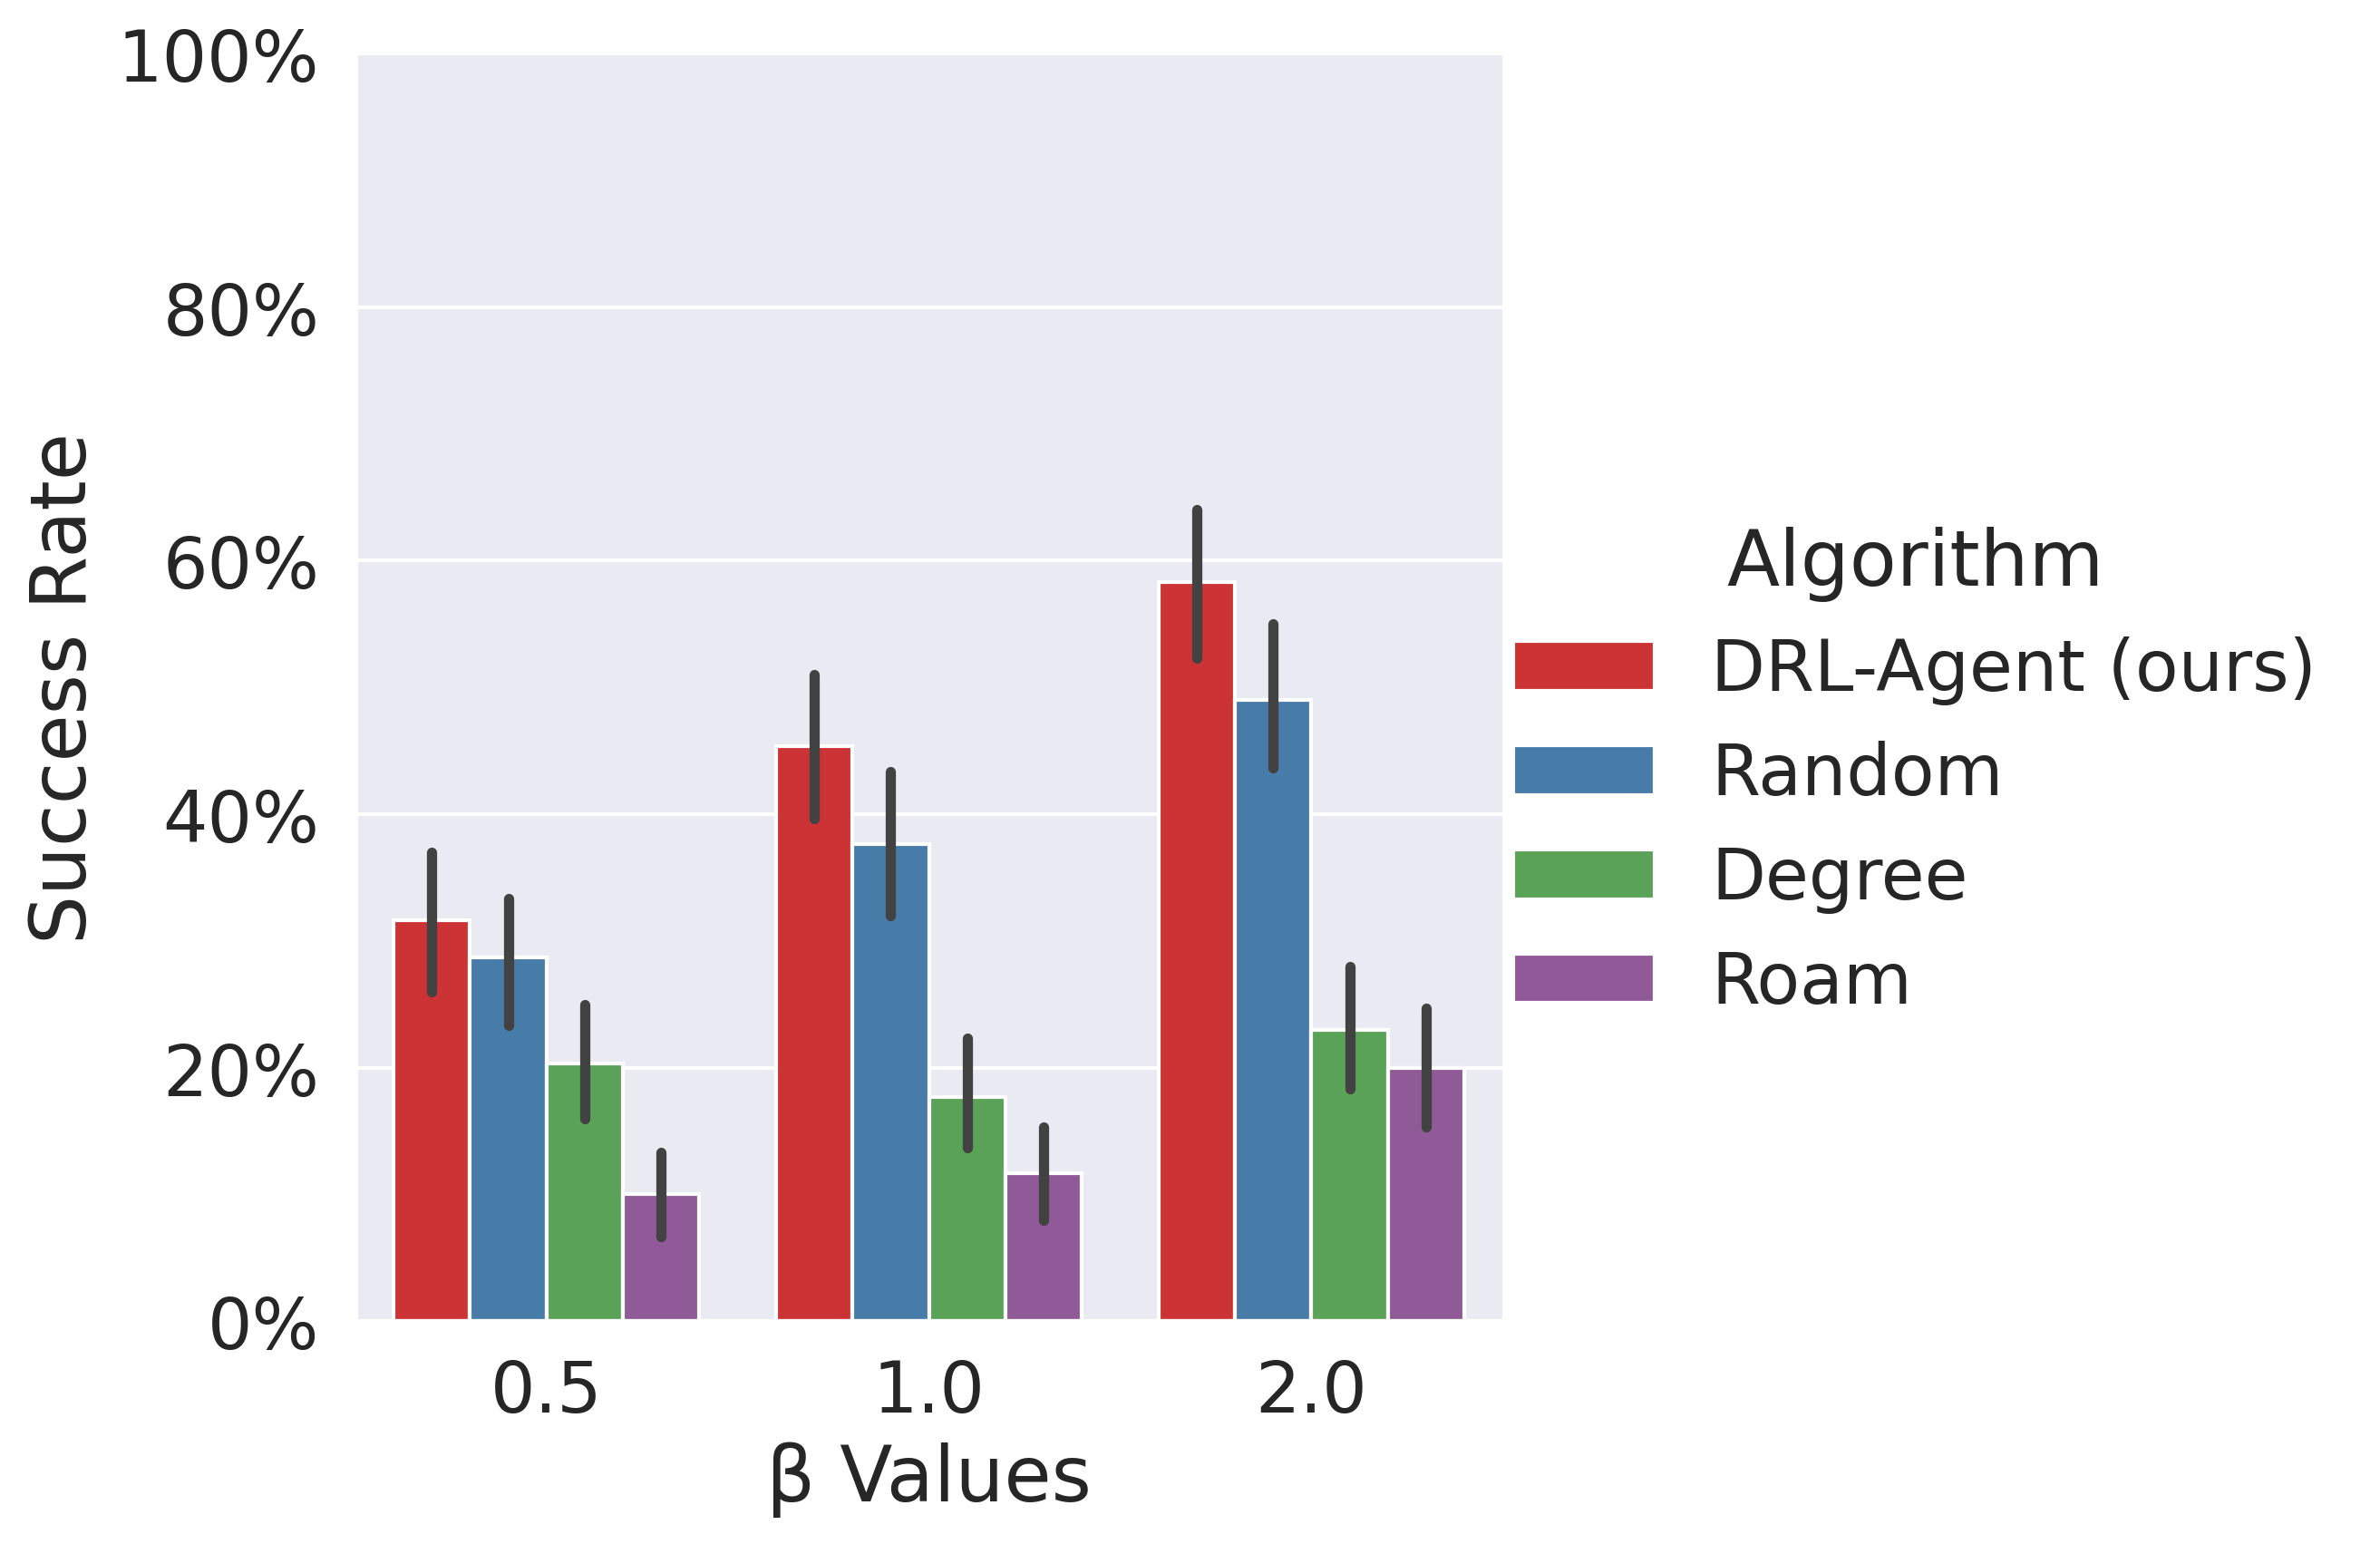 100%
80%
60%
40%
20%
0%
Success Rate
0.5 1.0 2.0
β Values
Algorithm
DRL-Agent (ours)
Random
Degree
Roam